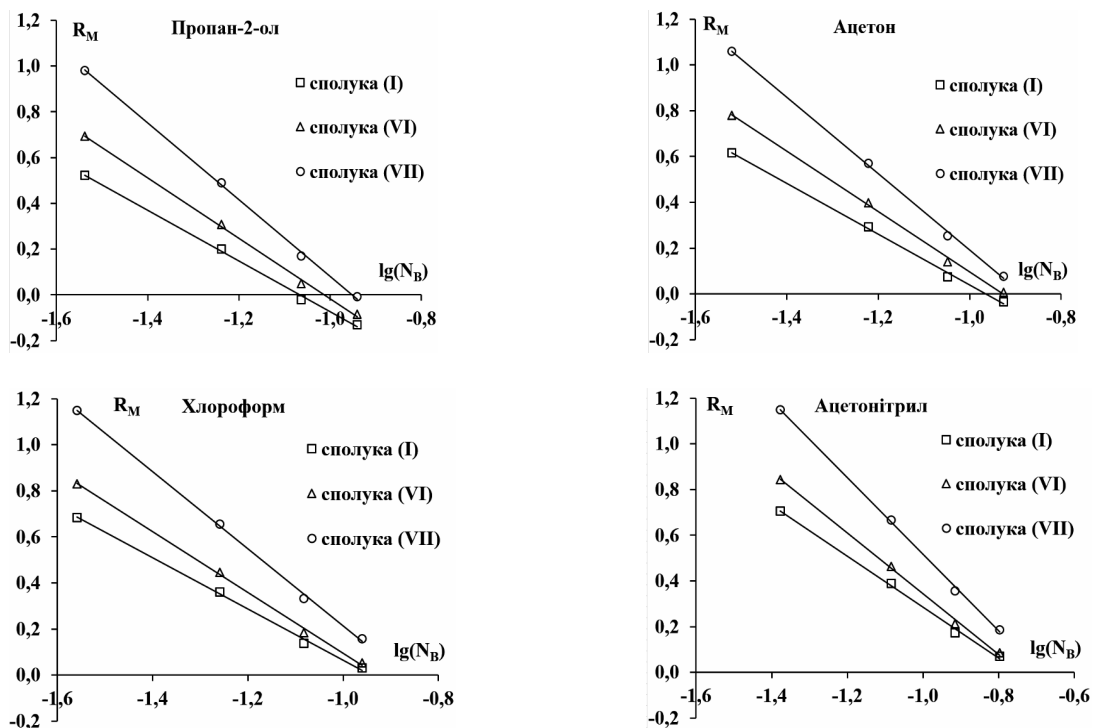 Пропан-2-ол
R_M
1,2
1,0
0,8
0,6
0,4
0,2
0,0
-0,2
-1,6
-1,4
-1,2
-1,0
-0,8
lg(N_B)
сполука (I)
сполука (VI)
сполука (VII)
Ацетон
R_M
1,2
1,0
0,8
0,6
0,4
0,2
0,0
-0,2
-1,6
-1,4
-1,2
-1,0
-0,8
lg(N_B)
сполука (I)
сполука (VI)
сполука (VII)
Хлороформ
R_M
1,2
1,0
0,8
0,6
0,4
0,2
0,0
-0,2
-1,6
-1,4
-1,2
-1,0
-0,8
lg(N_B)
сполука (I)
сполука (VI)
сполука (VII)
Ацетонітрил
R_M
1,2
1,0
0,8
0,6
0,4
0,2
0,0
-0,2
-1,6
-1,4
-1,2
-1,0
-0,8
-0,6
lg(N_B)
сполука (I)
сполука (VI)
сполука (VII)